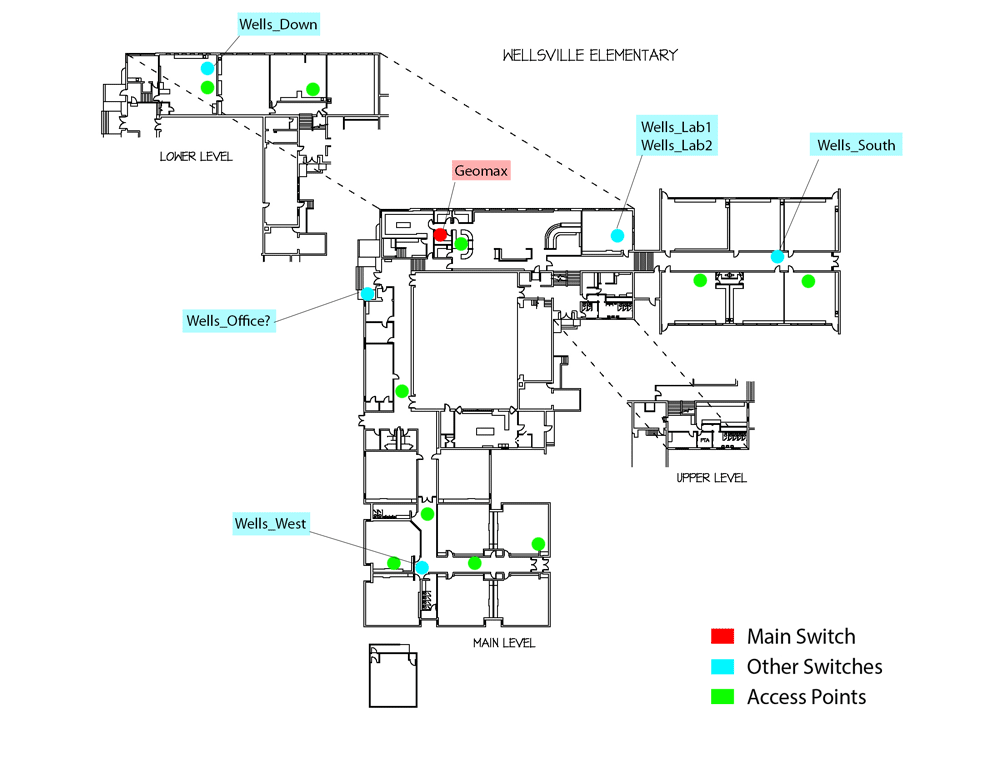 Wells_Down
WELLSVILLE ELEMENTARY
Wells_Lab1
Wells_Lab2
Wells_South
LOWER LEVEL
Geomax
Wells_Office?
PTA
UPPER LEVEL
Wells_West
MAIN LEVEL
Main Switch
Other Switches
Access Points